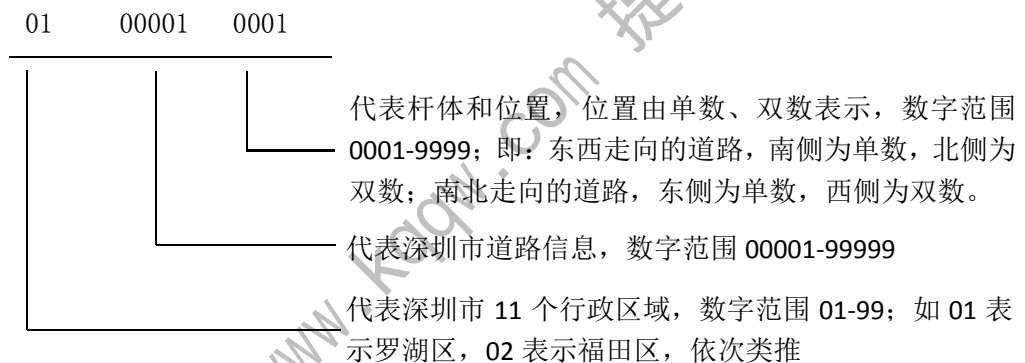 01 00001 0001
代表杆体和位置，位置由单数、双数表示，数字范围
0001-9999；即：东西走向的道路，南侧为单数，北侧为
双数；南北走向的道路，东侧为单数，西侧为双数。
代表深圳市道路信息，数字范围 00001-99999
代表深圳市 11 个行政区域，数字范围 01-99；如 01 表
示罗湖区，02 表示福田区，依次类推
www.kqqw.com 提